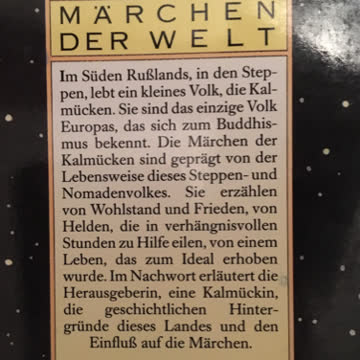 MÄRCHEN
DER WELT
Im Süden Rußlands, in den Step-
pen, lebt ein kleines Volk, die Kal-
mücken. Sie sind das einzige Volk
Europas, das sich zum Buddhis-
mus bekennt. Die Märchen der
Kalmücken sind geprägt von der
Lebensweise dieses Steppen- und
Nomadenvolkes. Sie erzählen
von Wohlstand und Frieden, von
Helden, die in verhängnisvollen
Stunden zu Hilfe eilen, von einem
Leben, das zum Ideal erhoben
wurde. Im Nachwort erläutert die
Herausgeberin, eine Kalmückin,
die geschichtlichen Hinter-
gründe dieses Landes und den
Einfluß auf die Märchen.